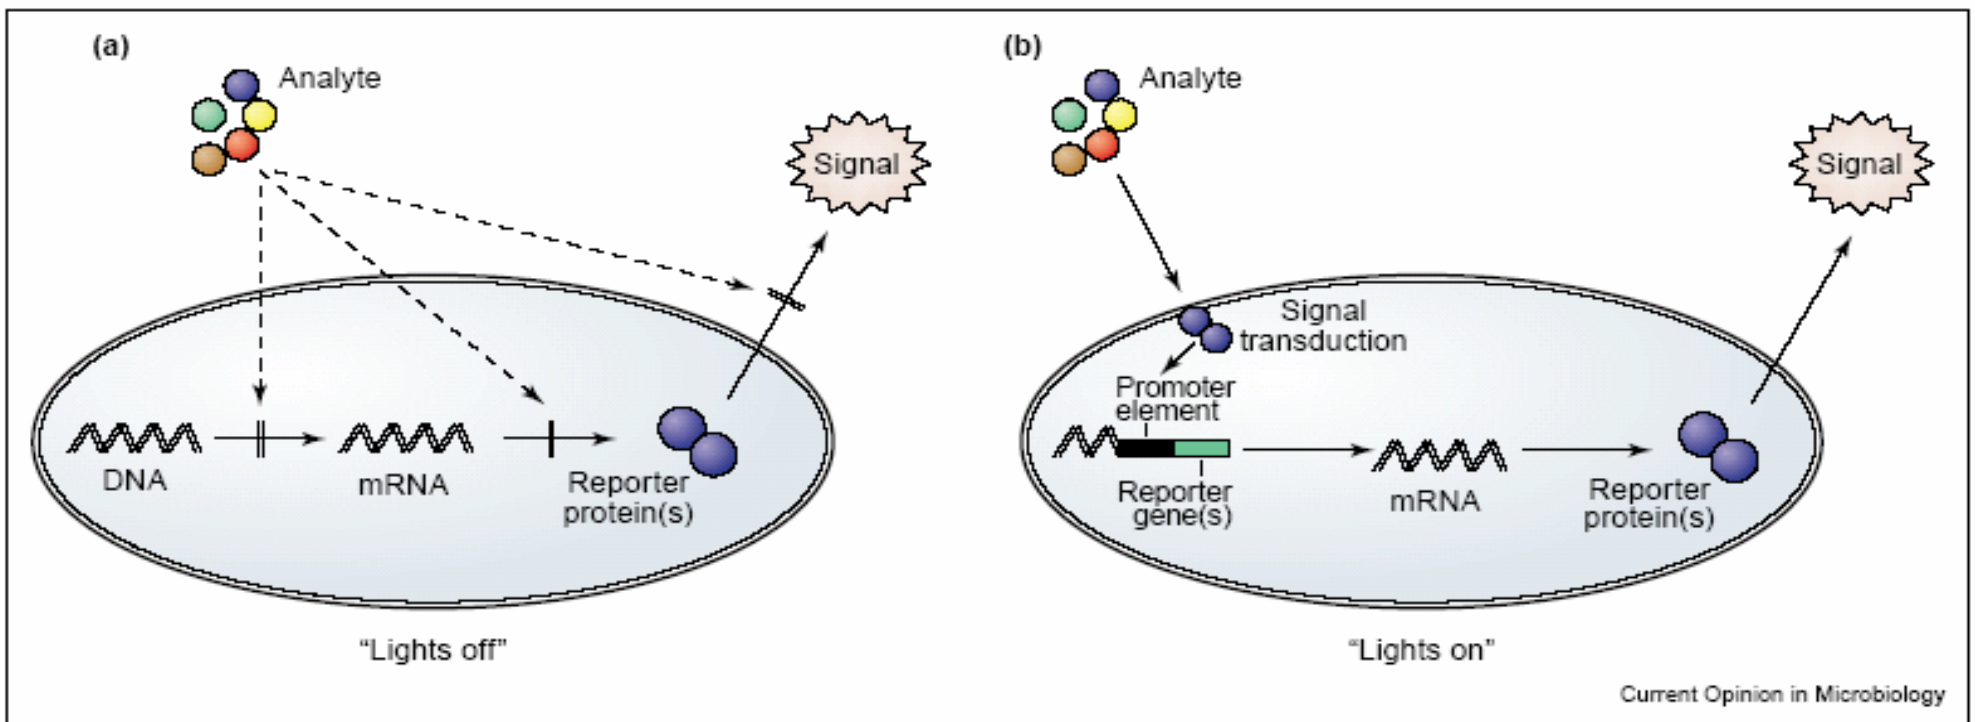 (a)
Analyte
Signal
DNA
mRNA
Reporter
protein(s)
“Lights off”
(b)
Analyte
Signal
Signal
transduction
Promoter
element
Reporter
gene(s)
mRNA
Reporter
protein(s)
“Lights on”
Current Opinion in Microbiology